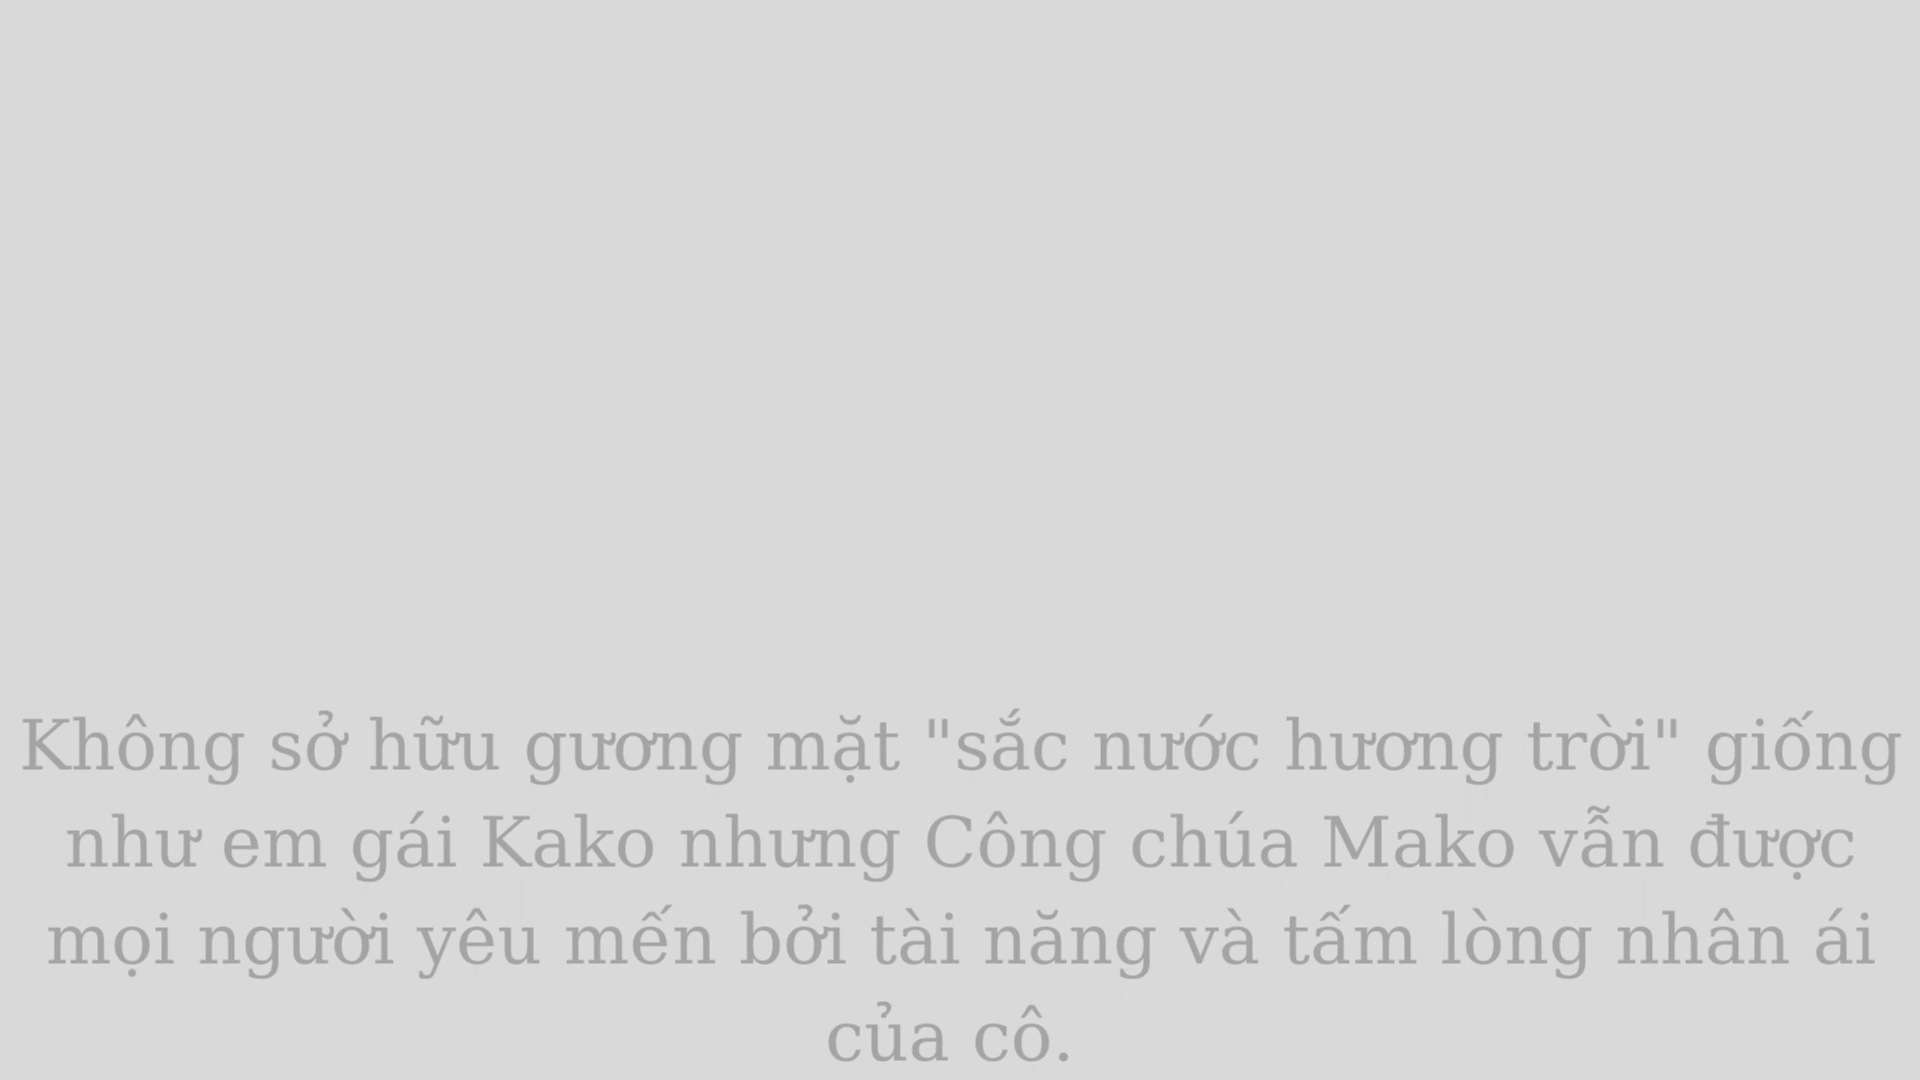 Không sở hữu gương mặt "sắc nước hương trời" giống
như em gái Kako nhưng Công chúa Mako vẫn được
mọi người yêu mến bởi tài năng và tấm lòng nhân ái
của cô.